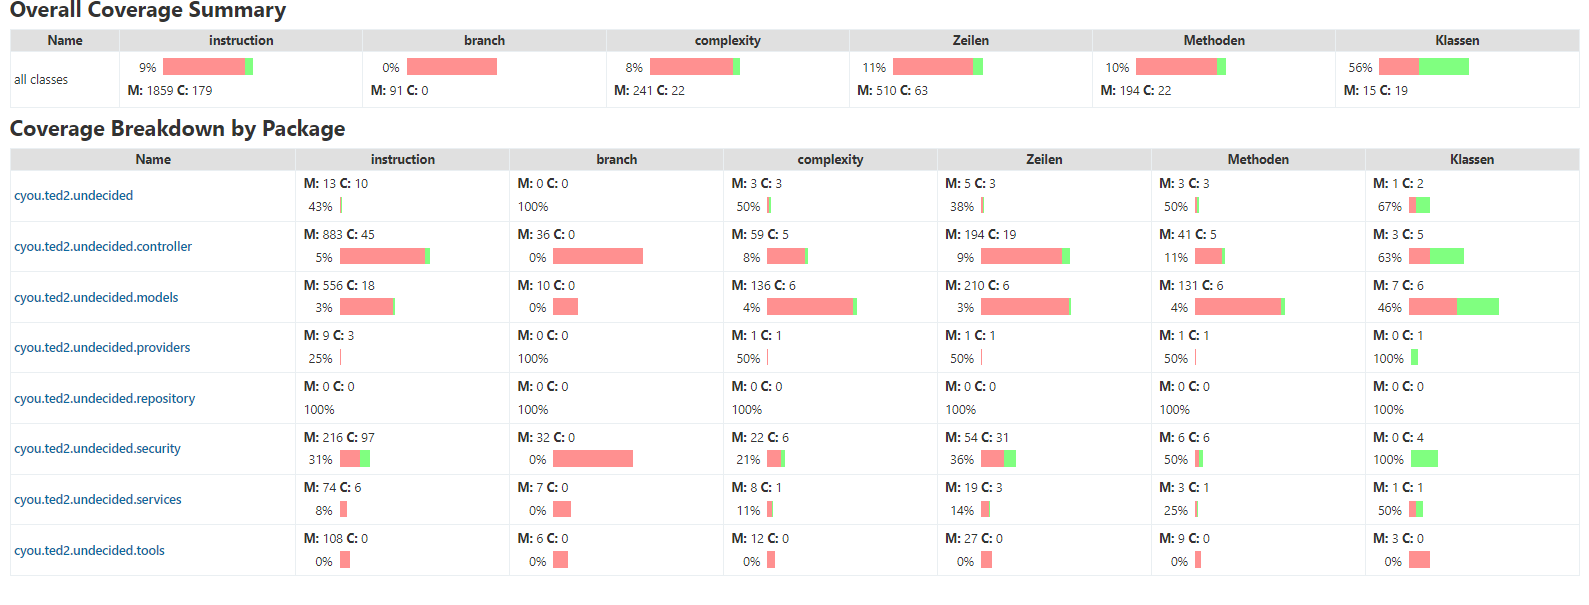 Overall Coverage Summary
Name instruction branch complexity Zeilen Methoden Klassen
all classes 9% M: 1859 C: 179 0% M: 91 C: 0 8% M: 241 C: 22 11% M: 510 C: 63 10% M: 194 C: 22 56% M: 15 C: 19
Coverage Breakdown by Package
Name instruction branch complexity Zeilen Methoden Klassen
cyou.ted2.undecided M: 13 C: 10 43% M: 0 C: 0 100% M: 3 C: 3 50% M: 5 C: 3 38% M: 3 C: 3 50% M: 1 C: 2 67%
cyou.ted2.undecided.controller M: 883 C: 45 5% M: 36 C: 0 0% M: 59 C: 5 8% M: 194 C: 19 9% M: 41 C: 5 11% M: 3 C: 5 63%
cyou.ted2.undecided.models M: 556 C: 18 3% M: 10 C: 0 0% M: 136 C: 6 4% M: 210 C: 6 3% M: 131 C: 6 4% M: 7 C: 6 46%
cyou.ted2.undecided.providers M: 9 C: 3 25% M: 0 C: 0 100% M: 1 C: 1 50% M: 1 C: 1 50% M: 1 C: 1 50% M: 0 C: 1 100%
cyou.ted2.undecided.repository M: 0 C: 0 100% M: 0 C: 0 100% M: 0 C: 0 100% M: 0 C: 0 100% M: 0 C: 0 100% M: 0 C: 0 100%
cyou.ted2.undecided.security M: 216 C: 97 31% M: 32 C: 0 0% M: 22 C: 6 21% M: 54 C: 31 36% M: 6 C: 6 50% M: 0 C: 4 100%
cyou.ted2.undecided.services M: 74 C: 6 8% M: 7 C: 0 0% M: 8 C: 1 11% M: 19 C: 3 14% M: 3 C: 1 25% M: 1 C: 1 50%
cyou.ted2.undecided.tools M: 108 C: 0 0% M: 6 C: 0 0% M: 12 C: 0 0% M: 27 C: 0 0% M: 9 C: 0 0% M: 3 C: 0 0%